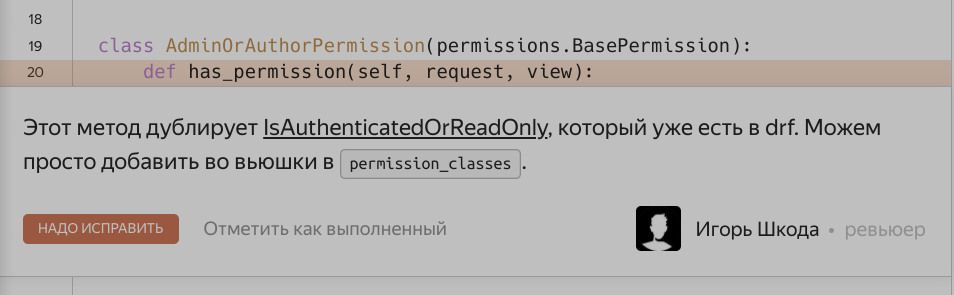 18
19 class AdminOrAuthorPermission(permissions.BasePermission):
20 def has_permission(self, request, view):
Этот метод дублирует IsAuthenticatedOrReadOnly, который уже есть в drf. Можем
просто добавить во вьюшки в permission_classes.
НАДО ИСПРАВИТЬ Отметить как выполненный Игорь Шкода • ревьюер